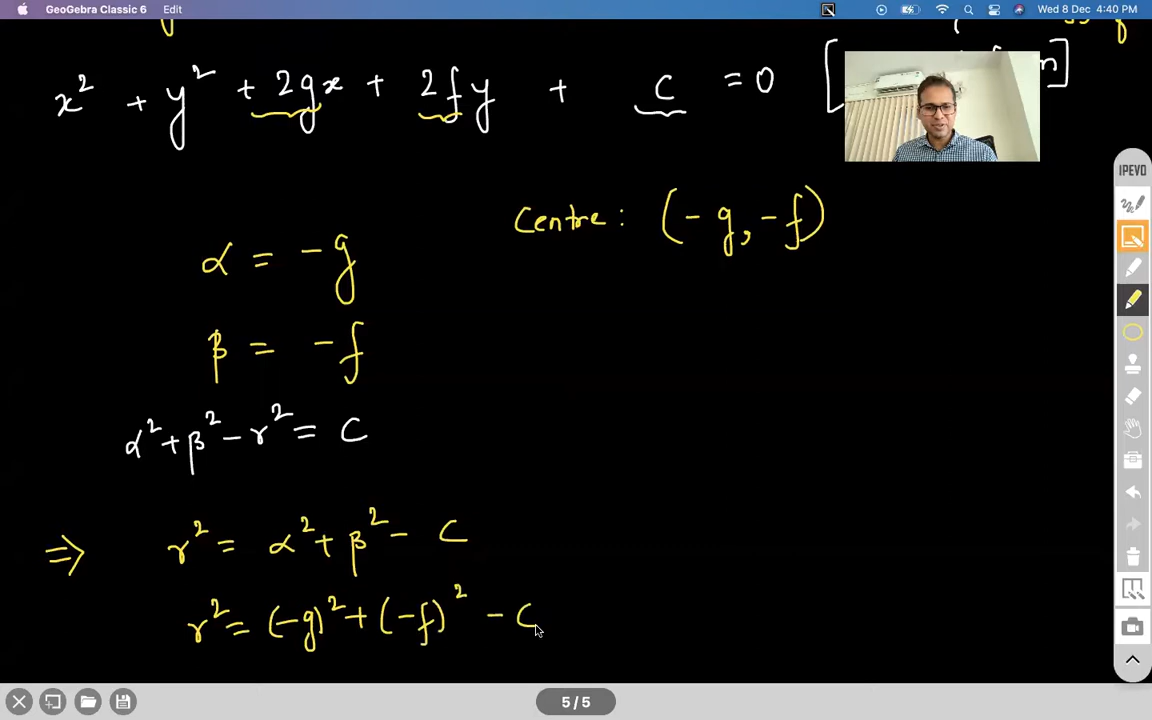 GeoGebra Classic 6 Edit Wed 8 Dec 4:40 PM
x² + y² + 2gx + 2fy + c = 0
Centre: (-g, -f)
α = -g
β = -f
α² + β² - r² = C
⇒ r² = α² + β² - C
r² = (-g)² + (-f)² - C
IPEVO
5 / 5